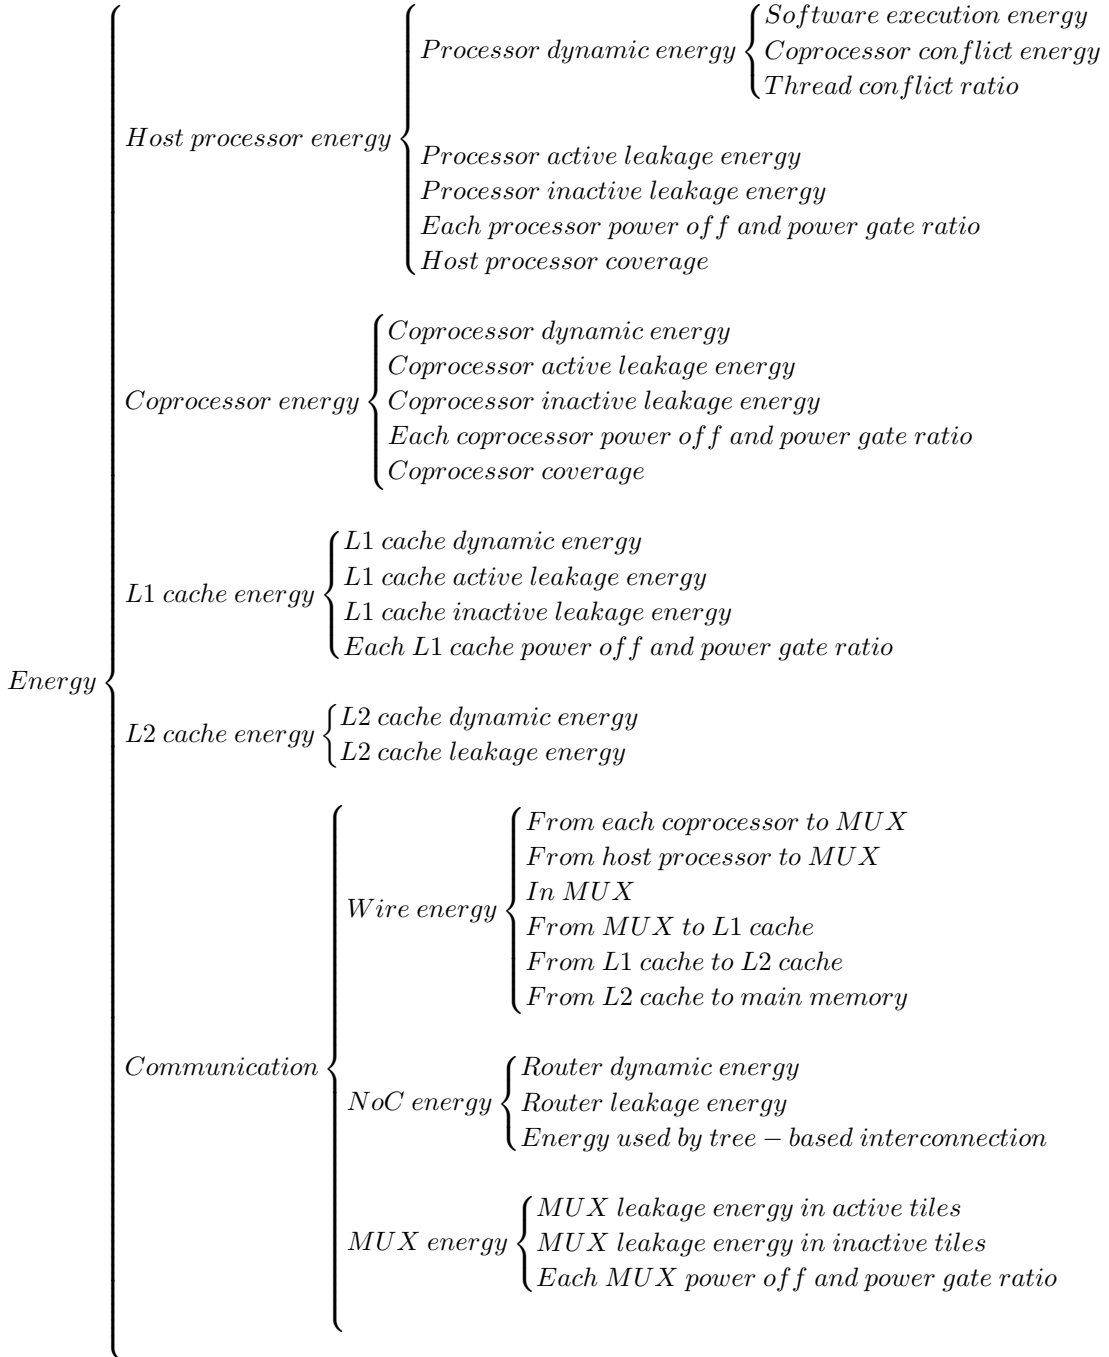 Software execution energy
Processor dynamic energy
Coprocessor conflict energy
Thread conflict ratio
Host processor energy
Processor active leakage energy
Processor inactive leakage energy
Each processor power off and power gate ratio
Host processor coverage
Coprocessor dynamic energy
Coprocessor active leakage energy
Coprocessor energy
Coprocessor inactive leakage energy
Each coprocessor power off and power gate ratio
Coprocessor coverage
L1 cache dynamic energy
L1 cache active leakage energy
L1 cache energy
L1 cache inactive leakage energy
Each L1 cache power off and power gate ratio
Energy
L2 cache dynamic energy
L2 cache energy
L2 cache leakage energy
From each coprocessor to MUX
From host processor to MUX
In MUX
Wire energy
From MUX to L1 cache
From L1 cache to L2 cache
From L2 cache to main memory
Communication
Router dynamic energy
NoC energy
Router leakage energy
Energy used by tree − based interconnection
MUX leakage energy in active tiles
MUX energy
MUX leakage energy in inactive tiles
Each MUX power off and power gate ratio